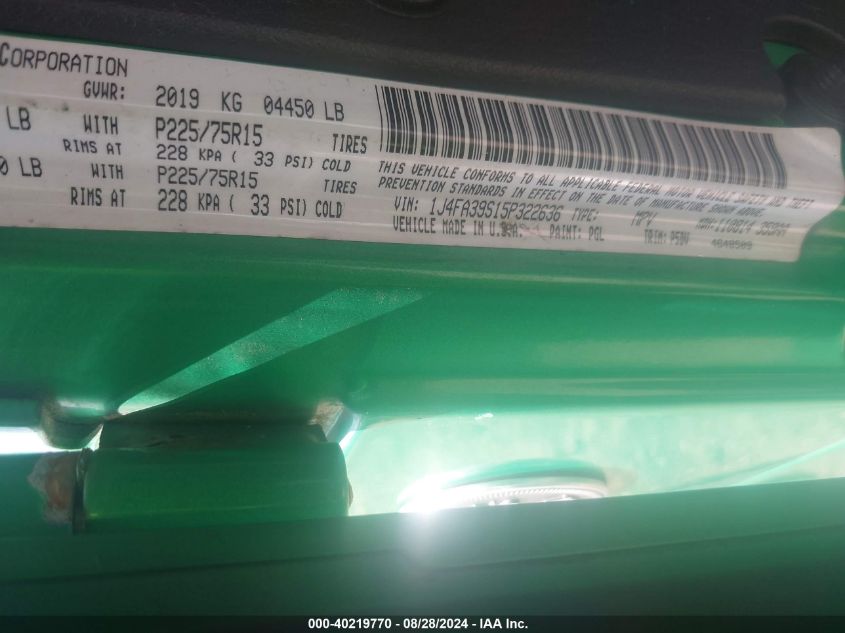 CORPORATION
GVWR: 2019 KG 04450 LB
LB WITH P225/75R15 TIRES
RIMS AT 228 KPA ( 33 PSI) COLD
0 LB WITH P225/75R15 TIRES
RIMS AT 228 KPA ( 33 PSI) COLD
THIS VEHICLE CONFORMS TO ALL APPLICABLE FEDERAL MOTOR VEHICLE SAFETY AND THEFT
PREVENTION STANDARDS IN EFFECT ON THE DATE OF MANUFACTURE SHOWN ABOVE.
VIN: 1J4FA39S15P322636 TYPE: MPV
VEHICLE MADE IN U.S.A. PAINT: PGL TRIM: 4648509
000-40219770 - 08/28/2024 - IAA Inc.